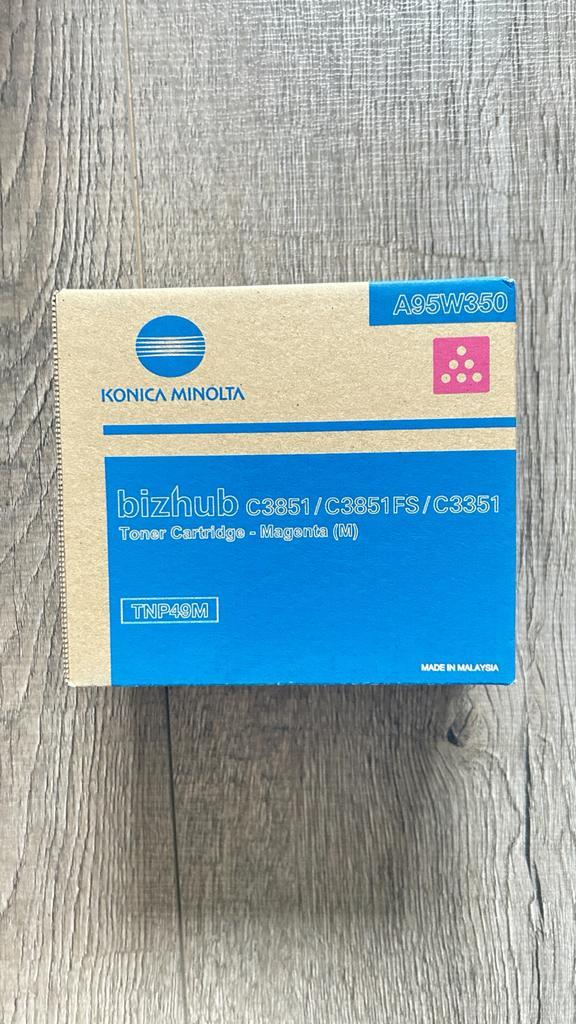 A95W350
KONICA MINOLTA
bizhub C3851/C3851FS/C3351
Toner Cartridge - Magenta (M)
TNP49M
MADE IN MALAYSIA